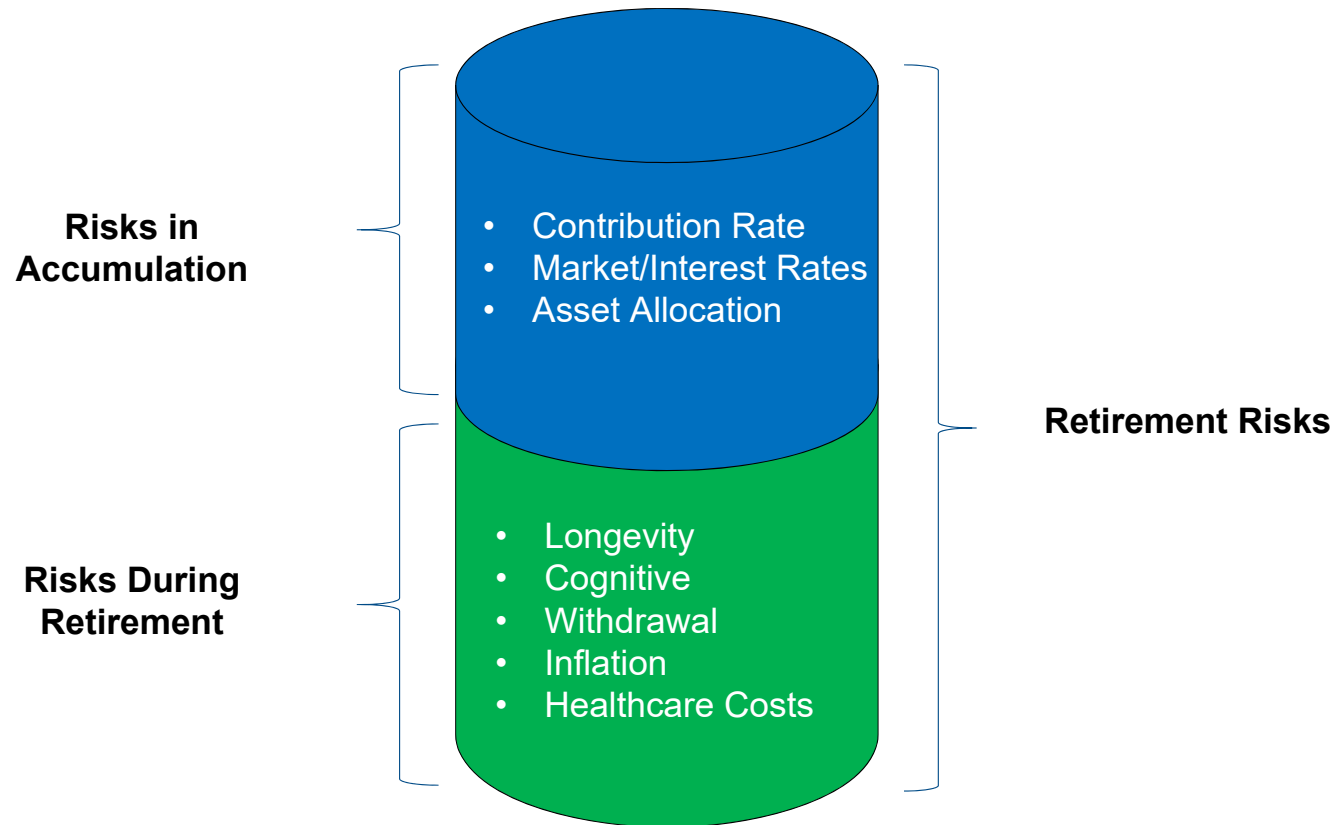 Risks in
Accumulation
• Contribution Rate
• Market/Interest Rates
• Asset Allocation
Retirement Risks
Risks During
Retirement
• Longevity
• Cognitive
• Withdrawal
• Inflation
• Healthcare Costs